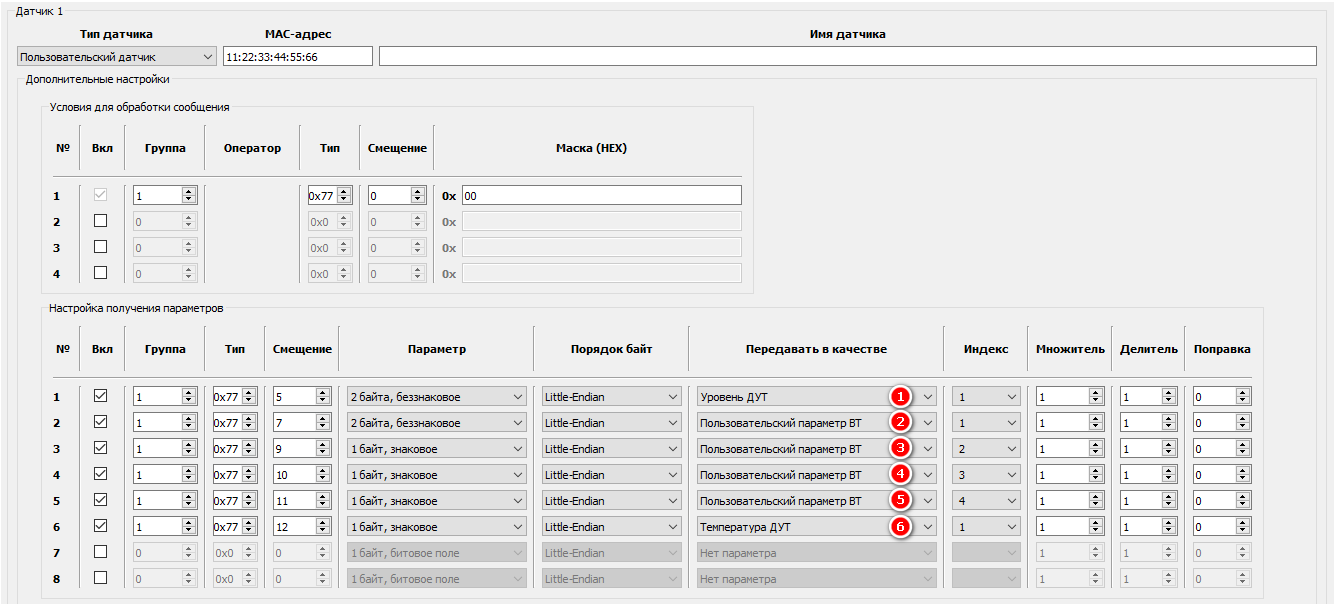 Датчик 1
Тип датчика MAC-адрес Имя датчика
Пользовательский датчик 11:22:33:44:55:66
Дополнительные настройки
Условия для обработки сообщения
№ Вкл Группа Оператор Тип Смещение Маска (HEX)
1 1 0x77 0 0x 00
2 0 0x0 0 0x
3 0 0x0 0 0x
4 0 0x0 0 0x
Настройка получения параметров
№ Вкл Группа Тип Смещение Параметр Порядок байт Передавать в качестве Индекс Множитель Делитель Поправка
1 1 0x77 5 2 байта, беззнаковое Little-Endian Уровень ДУТ 1 1 1 1 0
2 1 0x77 7 2 байта, беззнаковое Little-Endian Пользовательский параметр BT 2 1 1 1 0
3 1 0x77 9 1 байт, знаковое Little-Endian Пользовательский параметр BT 3 2 1 1 0
4 1 0x77 10 1 байт, знаковое Little-Endian Пользовательский параметр BT 4 3 1 1 0
5 1 0x77 11 1 байт, знаковое Little-Endian Пользовательский параметр BT 5 4 1 1 0
6 1 0x77 12 1 байт, знаковое Little-Endian Температура ДУТ 6 1 1 1 0
7 0 0x0 0 1 байт, битовое поле Little-Endian Нет параметра 1 1 0
8 0 0x0 0 1 байт, битовое поле Little-Endian Нет параметра 1 1 0